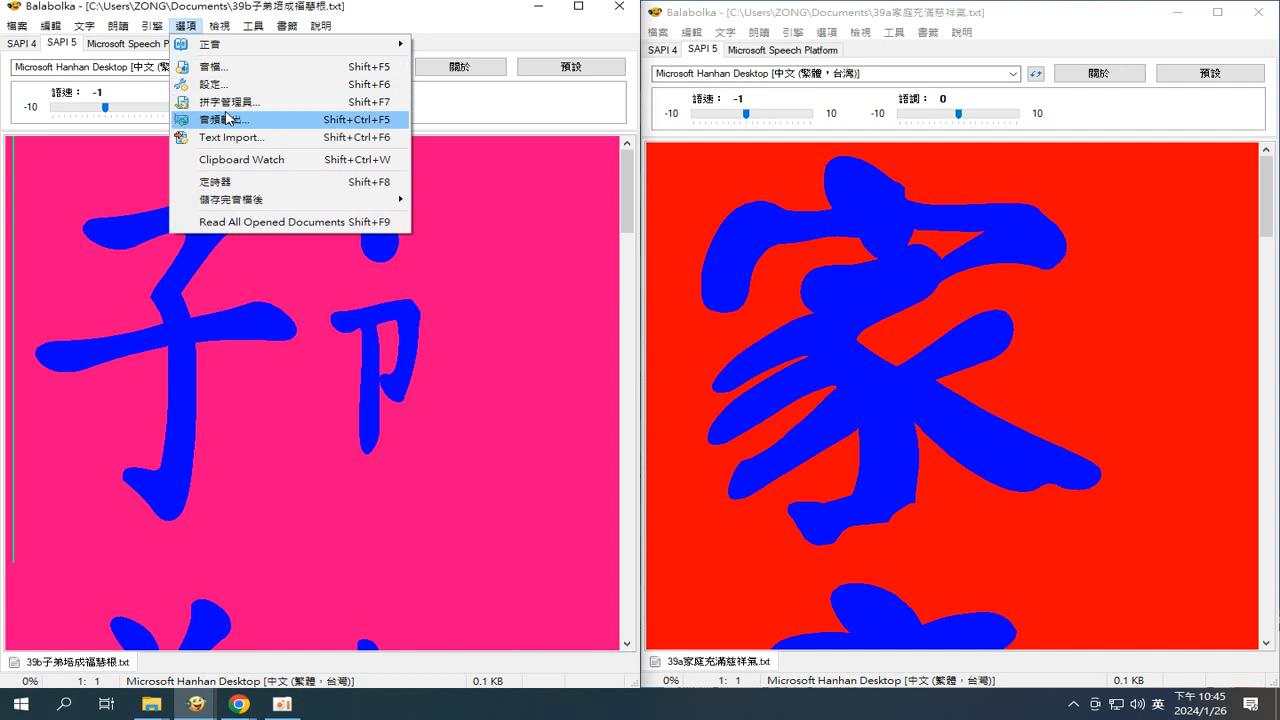 Balabolka - [C:\Users\ZONG\Documents\39b子弟培成福慧根.txt]
檔案 編輯 文字 朗讀 引擎 選項 檢視 工具 書籤 說明
SAPI 4 SAPI 5 Microsoft Speech P
Microsoft Hanhan Desktop [中文 (繁 關於 預設
語速： -1
-10
正音
音檔... Shift+F5
設定... Shift+F6
拼字管理員... Shift+F7
音頻 出... Shift+Ctrl+F5
Text Import... Shift+Ctrl+F6
Clipboard Watch Shift+Ctrl+W
定時器 Shift+F8
儲存完音檔後
Read All Opened Documents Shift+F9
子 ㄗ
39b子弟培成福慧根.txt
0% 1: 1 Microsoft Hanhan Desktop [中文 (繁體，台灣)] 0.1 KB
Balabolka - [C:\Users\ZONG\Documents\39a家庭充滿慈祥氣.txt]
檔案 編輯 文字 朗讀 引擎 選項 檢視 工具 書籤 說明
SAPI 4 SAPI 5 Microsoft Speech Platform
Microsoft Hanhan Desktop [中文 (繁體，台灣)] 關於 預設
語速： -1 語調： 0
-10 10 -10 10
家
39a家庭充滿慈祥氣.txt
0% 1: 1 Microsoft Hanhan Desktop [中文 (繁體，台灣)] 0.1 KB
英
下午 10:45
2024/1/26